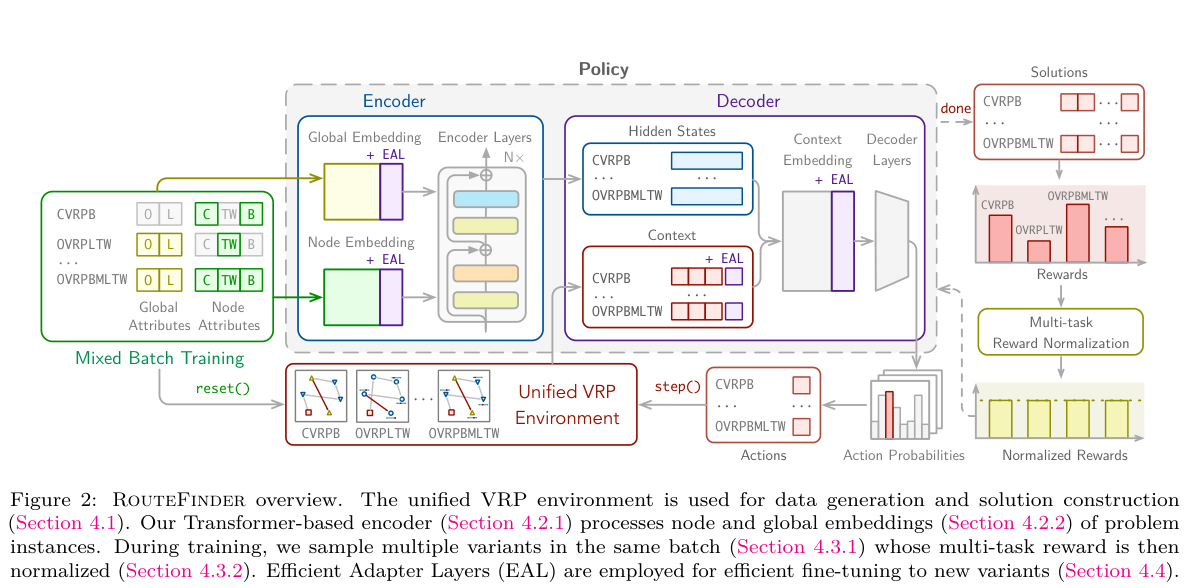 Policy
Encoder
Decoder
Global Embedding
+ EAL
Encoder Layers
N×
Node Embedding
+ EAL
Hidden States
CVRPB
...
...
OVRPBMLTW
Context
+ EAL
CVRPB
...
...
OVRPBMLTW
Context
Embedding
+ EAL
Decoder
Layers
done
Solutions
CVRPB
...
...
...
OVRPBMLTW
...
CVRPB
OVRPLTW
OVRPBMLTW
...
Rewards
Multi-task
Reward Normalization
Normalized Rewards
CVRPB O L C TW B
OVRPLTW O L C TW B
...
OVRPBMLTW O L C TW B
Global
Attributes
Node
Attributes
Mixed Batch Training
reset()
CVRPB
OVRPLTW
...
OVRPBMLTW
Unified VRP
Environment
step()
CVRPB
...
...
OVRPBMLTW
Actions
Action Probabilities
Figure 2: ROUTEFINDER overview. The unified VRP environment is used for data generation and solution construction
(Section 4.1). Our Transformer-based encoder (Section 4.2.1) processes node and global embeddings (Section 4.2.2) of problem
instances. During training, we sample multiple variants in the same batch (Section 4.3.1) whose multi-task reward is then
normalized (Section 4.3.2). Efficient Adapter Layers (EAL) are employed for efficient fine-tuning to new variants (Section 4.4).